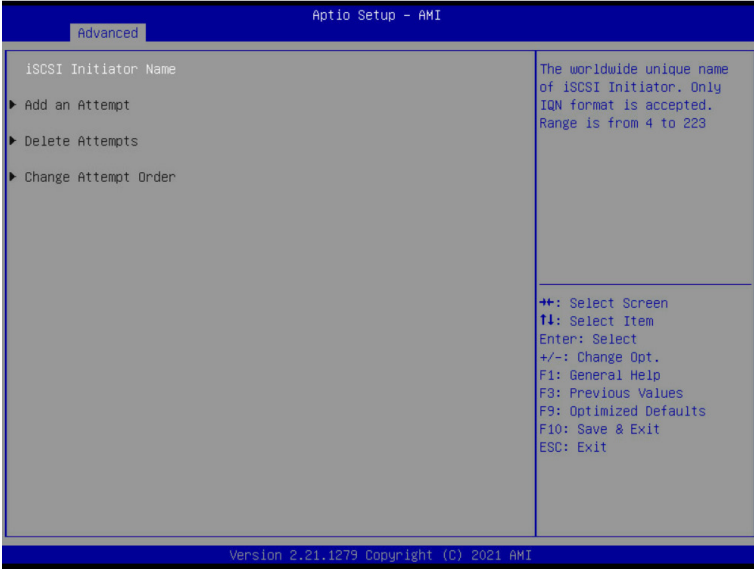 Aptio Setup – AMI
Advanced
iSCSI Initiator Name
▶ Add an Attempt
▶ Delete Attempts
▶ Change Attempt Order
The worldwide unique name
of iSCSI Initiator. Only
IQN format is accepted.
Range is from 4 to 223
→←: Select Screen
↑↓: Select Item
Enter: Select
+/-: Change Opt.
F1: General Help
F3: Previous Values
F9: Optimized Defaults
F10: Save & Exit
ESC: Exit
Version 2.21.1279 Copyright (C) 2021 AMI